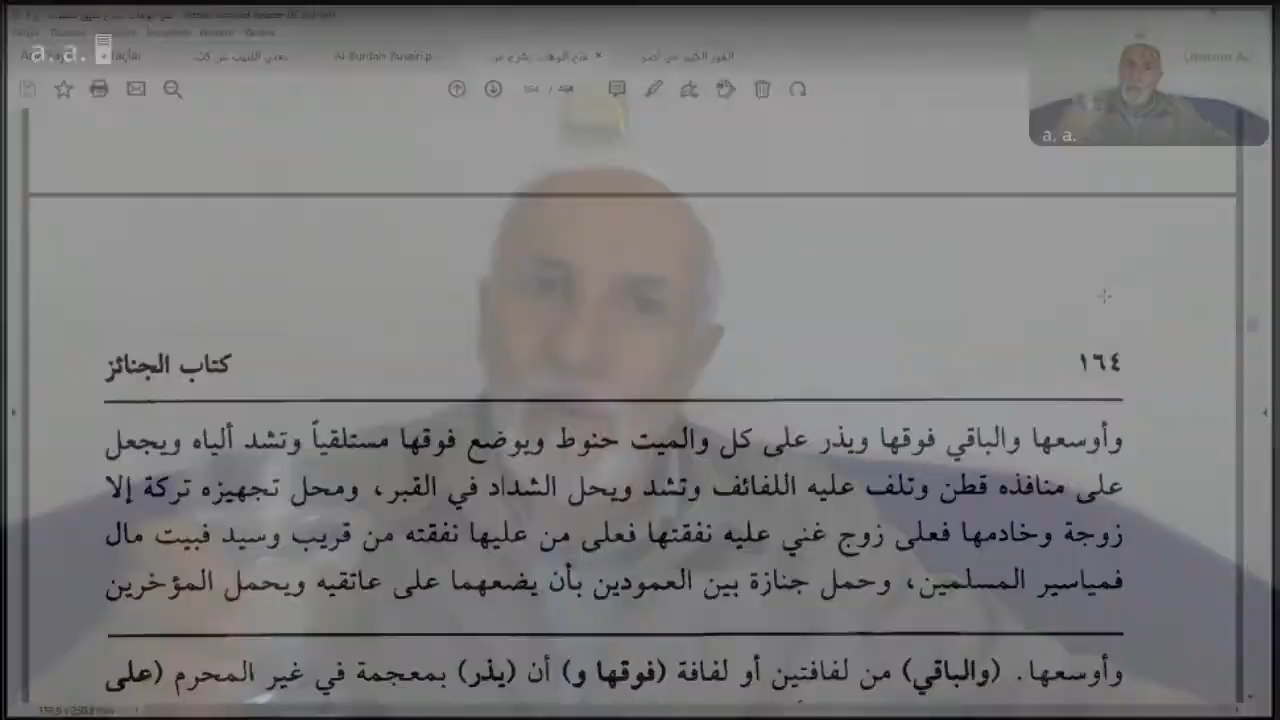 a. a.
Al-Burdah Busairi.p
a. a.
١٦٤
كتاب الجنائز
وأوسعها والباقي فوقها ويذر على كل والميت حنوط ويوضع فوقها مستلقياً وتشد ألياه ويجعل
على منافذه قطن وتلف عليه اللفائف وتشد ويحل الشداد في القبر، ومحل تجهيزه تركة إلا
زوجة وخادمها فعلى زوج غني عليه نفقتها فعلى من عليها نفقته من قريب وسيد فبيت مال
فمياسير المسلمين، وحمل جنازة بين العمودين بأن يضعهما على عاتقيه ويحمل المؤخرين
وأوسعها. (والباقي) من لفافتين أو لفافة (فوقها و) أن (يذر) بمعجمة في غير المحرم (على